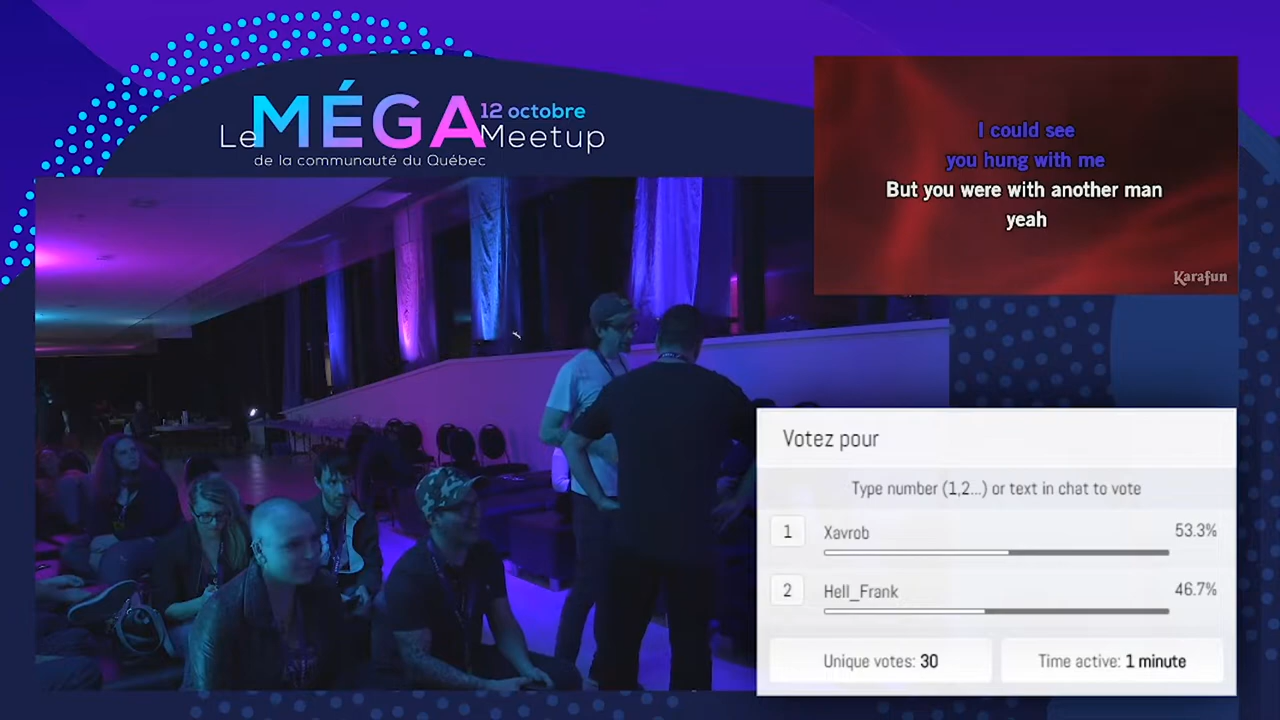 Le MÉGA Meetup
12 octobre
de la communauté du Québec
I could see
you hung with me
But you were with another man
yeah
Karafun
Votez pour
Type number (1,2...) or text in chat to vote
1 Xavrob 53.3%
2 Hell_Frank 46.7%
Unique votes: 30 Time active: 1 minute